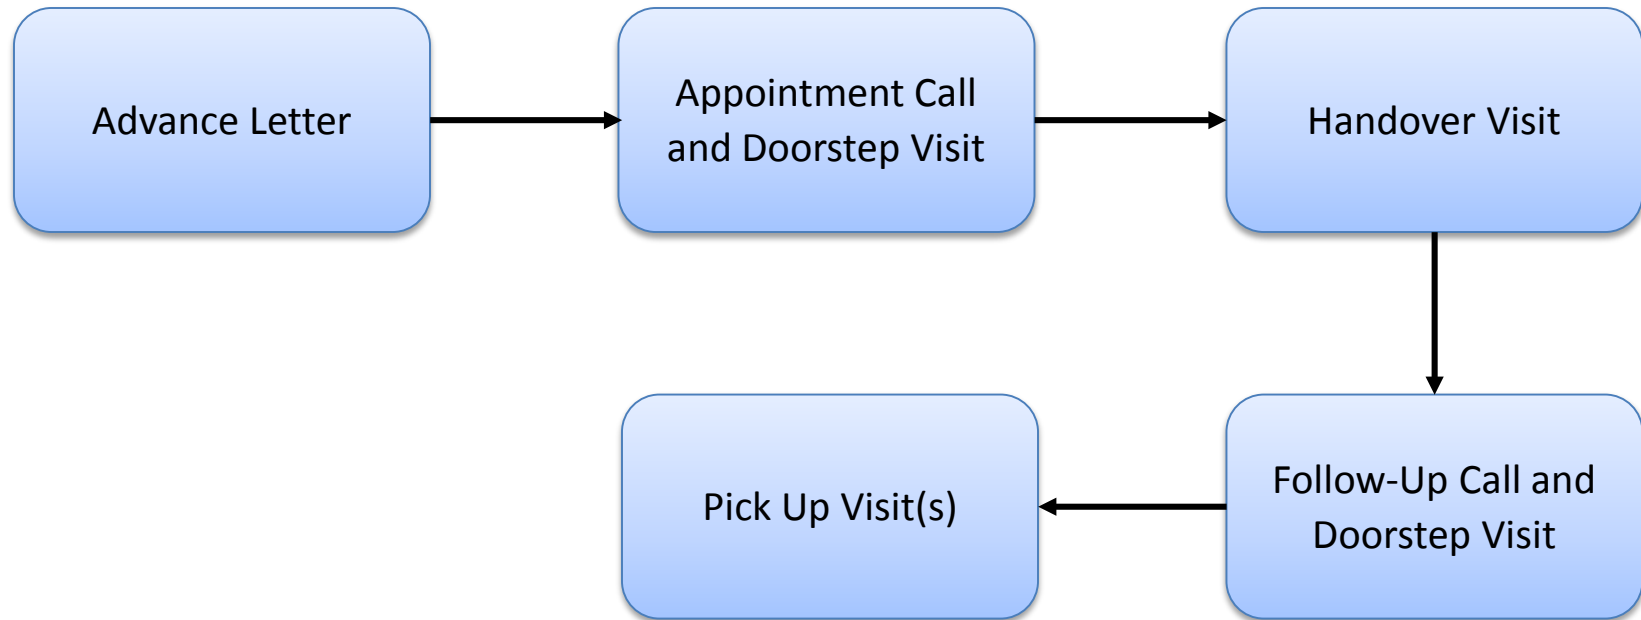 Advance Letter
Appointment Call
and Doorstep Visit
Handover Visit
Follow-Up Call and
Doorstep Visit
Pick Up Visit(s)